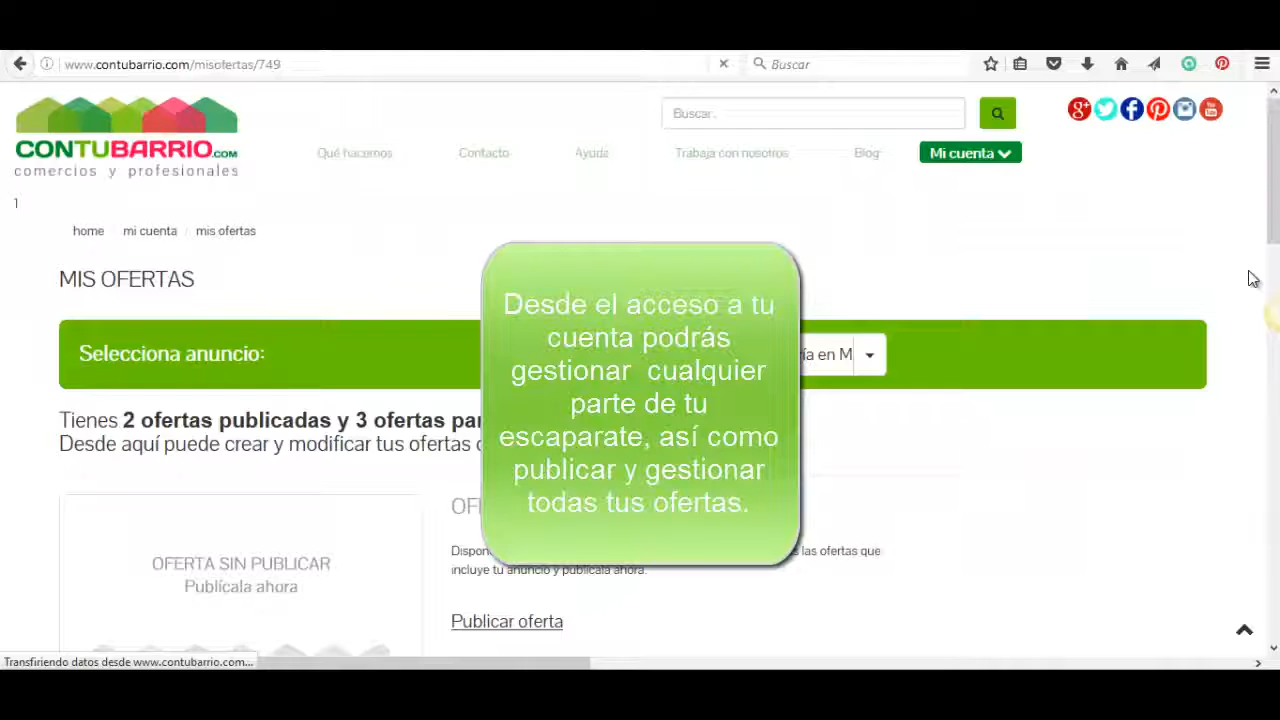 www.contubarrio.com/misofertas/749
Buscar
CONTUBARRIO.COM
comercios y profesionales
Buscar.
Qué hacemos
Contacto
Ayuda
Trabaja con nosotros
Blog
Mi cuenta
1
home
mi cuenta
mis ofertas
MIS OFERTAS
Selecciona anuncio:
ía en M
Desde el acceso a tu
cuenta podrás
gestionar cualquier
parte de tu
escaparate, así como
publicar y gestionar
todas tus ofertas.
Tienes 2 ofertas publicadas y 3 ofertas
Desde aquí puede crear y modificar tus ofertas
OFERTA SIN PUBLICAR
Publícala ahora
las ofertas que
incluye tu anuncio y publícala ahora.
Publicar oferta
Transfiriendo datos desde www.contubarrio.com...